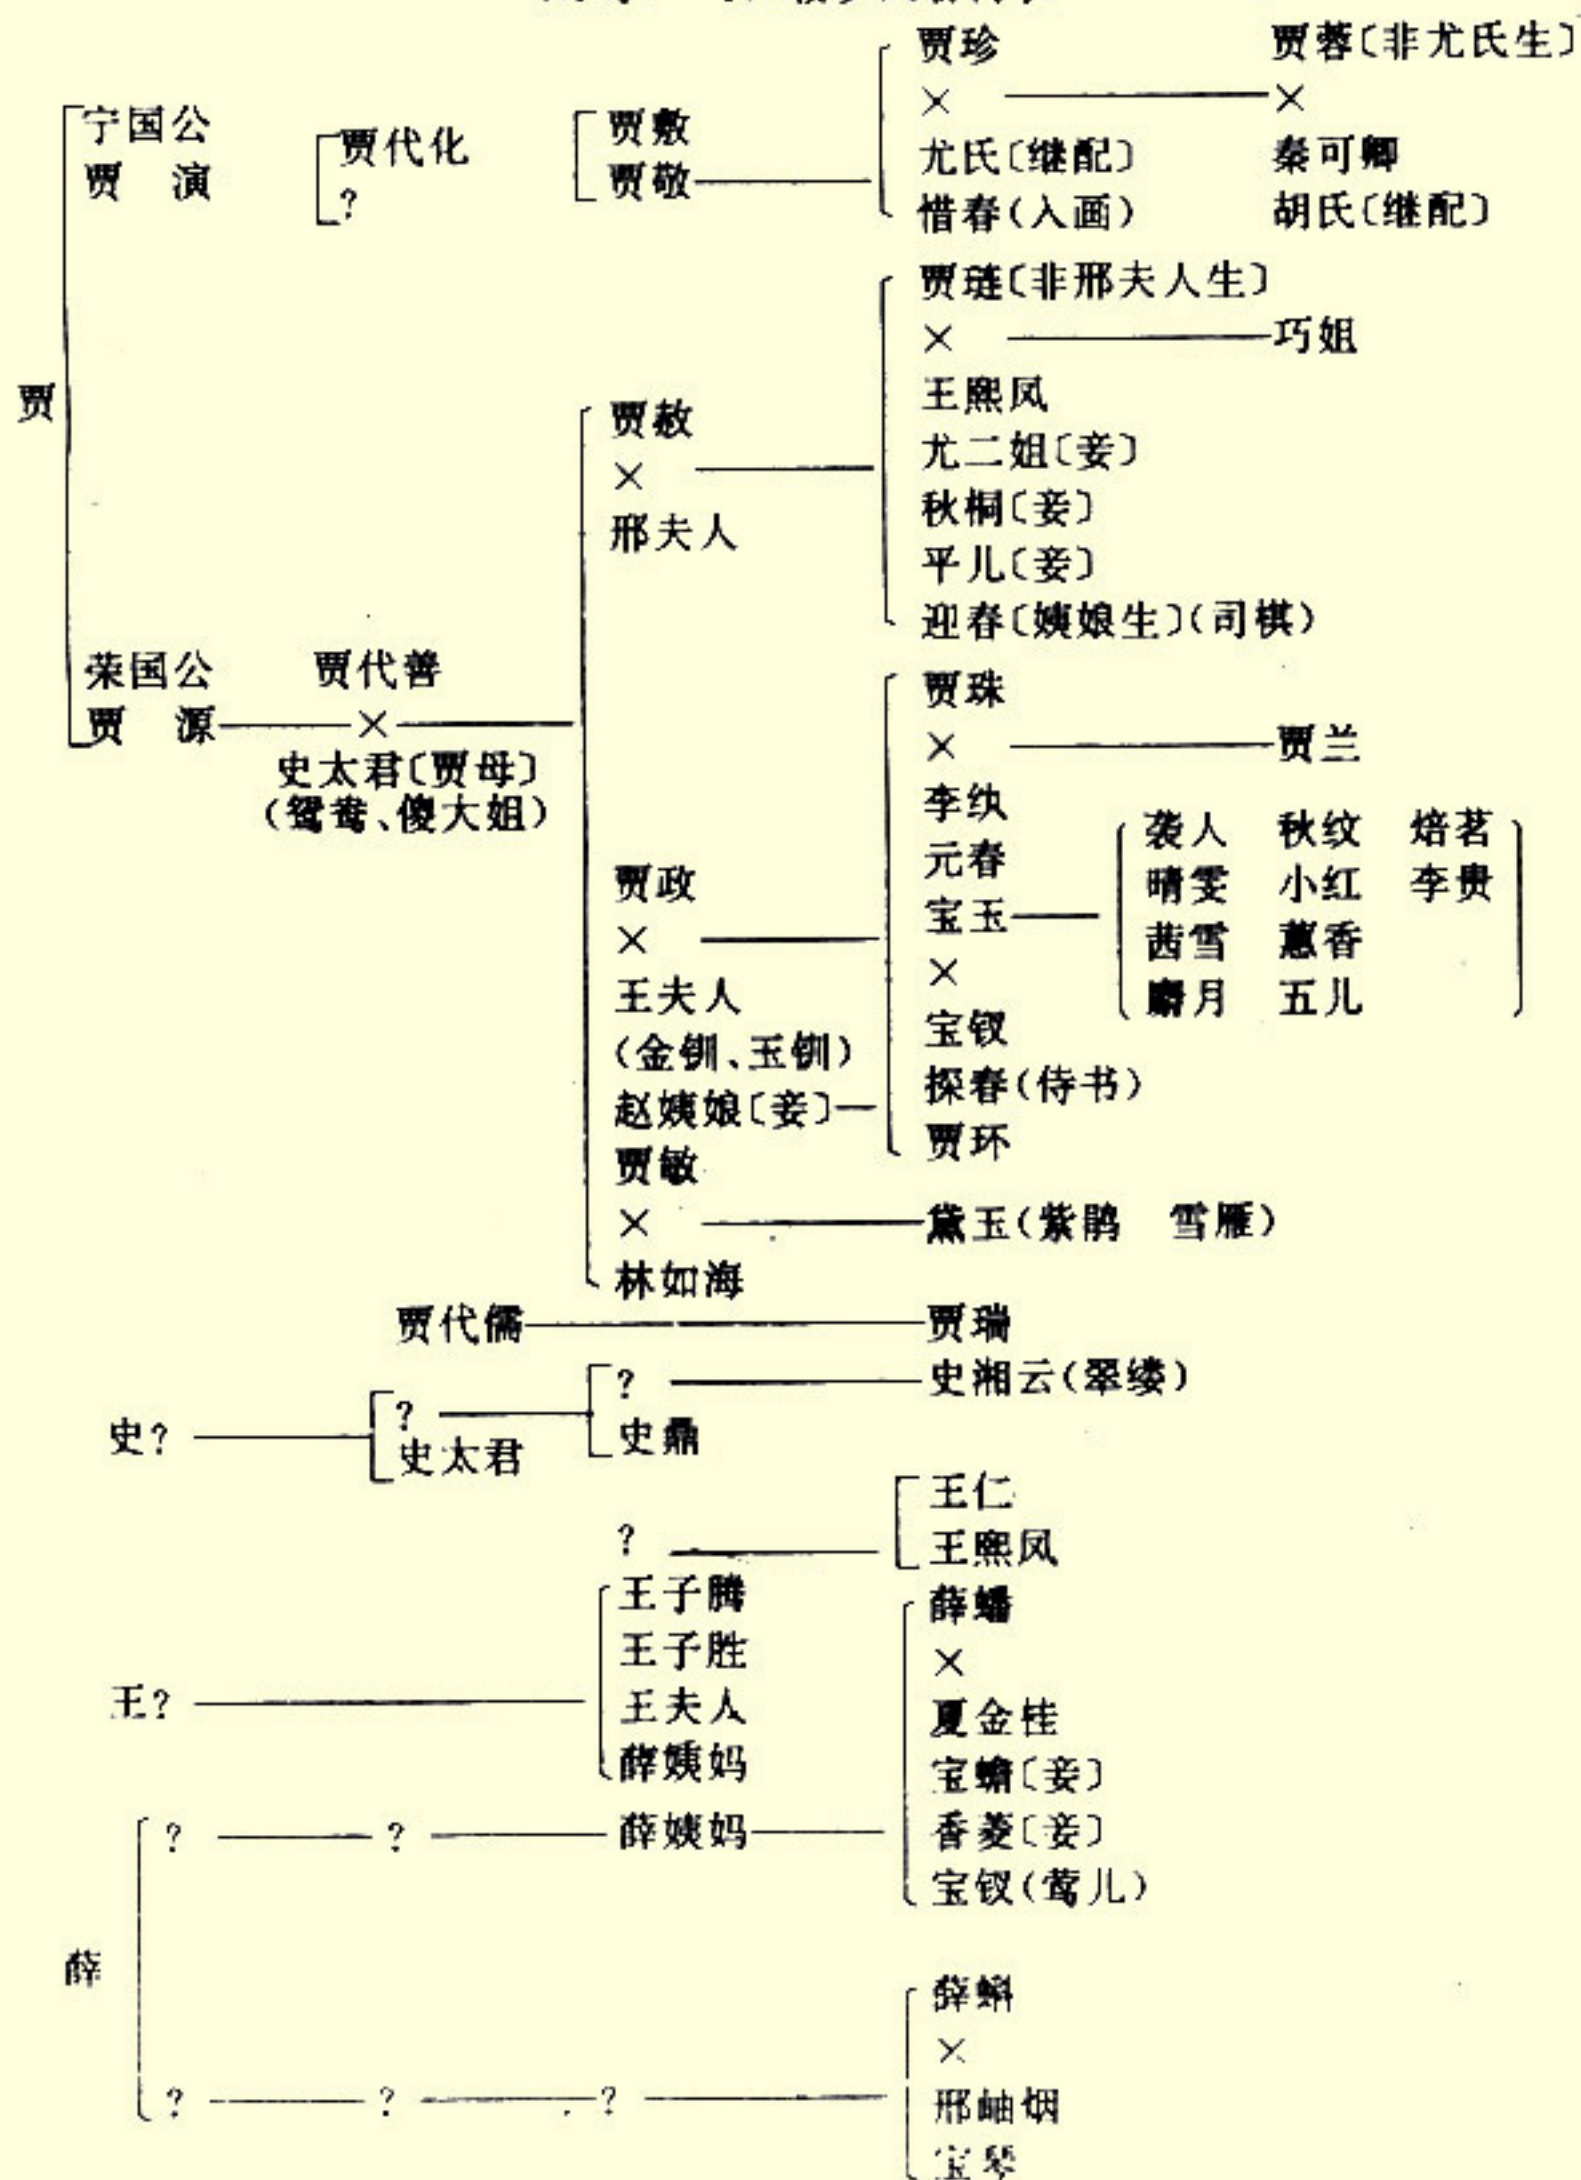 贾
宁国公
贾 演
贾代化
?
贾敷
贾敬
贾珍
×
尤氏〔继配〕
惜春(入画)
贾蓉〔非尤氏生〕
×
秦可卿
胡氏〔继配〕
荣国公
贾 源
贾代善
×
史太君〔贾母〕
(鸳鸯、傻大姐)
贾赦
×
邢夫人
贾琏〔非邢夫人生〕
×
巧姐
王熙凤
尤二姐〔妾〕
秋桐〔妾〕
平儿〔妾〕
迎春〔姨娘生〕(司棋)
贾政
×
王夫人
(金钏、玉钏)
赵姨娘〔妾〕
贾敏
×
林如海
贾珠
×
贾兰
李纨
元春
宝玉
×
宝钗
探春(侍书)
贾环
袭人 秋纹 焙茗
晴雯 小红 李贵
茜雪 蕙香
麝月 五儿
黛玉(紫鹃 雪雁)
贾代儒
贾瑞
史?
?
史太君
?
史鼎
史湘云(翠缕)
王?
?
王子腾
王子胜
王夫人
薛姨妈
王仁
王熙凤
薛
? ? 薛姨妈
薛蟠
×
夏金桂
宝蟾〔妾〕
香菱〔妾〕
宝钗(莺儿)
? ? ?
薛蝌
×
邢岫烟
宝琴